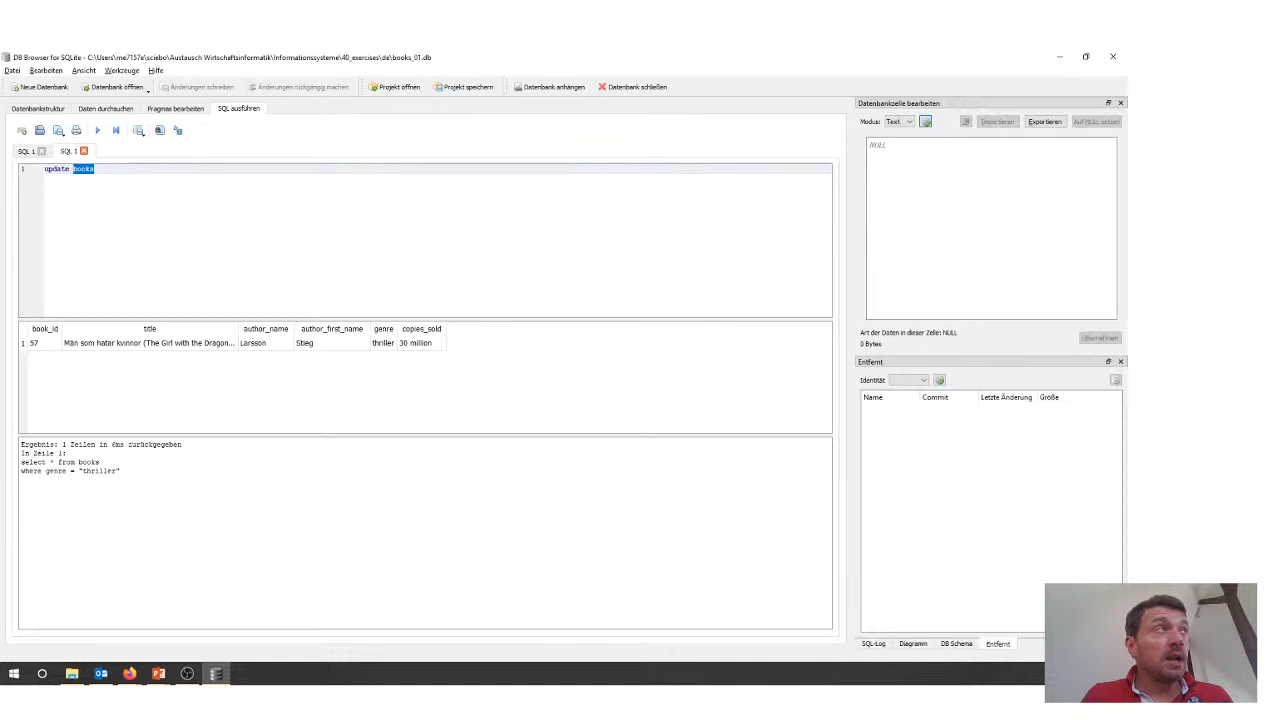 DB Browser for SQLite - C:\Users\me7157e\sciebo\Austausch Wirtschaftsinformatik\Informationssysteme\40_exercises\de\books_01.db
Datei Bearbeiten Ansicht Werkzeuge Hilfe
Neue Datenbank Datenbank öffnen Änderungen schreiben Änderungen rückgängig machen Projekt öffnen Projekt speichern Datenbank anhängen Datenbank schließen
Datenbankstruktur Daten durchsuchen Pragmas bearbeiten SQL ausführen
SQL 1 SQL 1
1 update books
book_id title author_name author_first_name genre copies_sold
1 57 Män som hatar kvinnor (The Girl with the Dragon... Larsson Stieg thriller 30 million
Ergebnis: 1 Zeilen in 6ms zurückgegeben
In Zeile 1:
select * from books
where genre = "thriller"
Datenbankzelle bearbeiten
Modus: Text Importieren Exportieren Auf NULL setzen
NULL
Art der Daten in dieser Zelle: NULL
0 Bytes
Übernehmen
Entfernt
Identität
Name Commit Letzte Änderung Größe
SQL-Log Diagramm DB Schema Entfernt